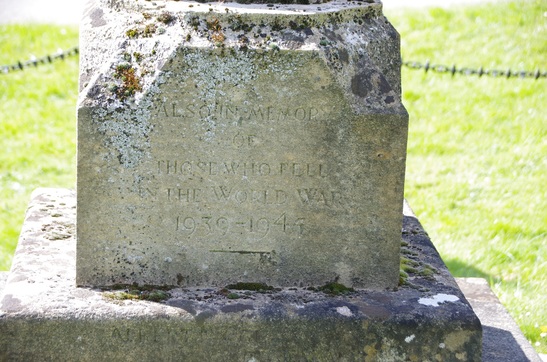 ALSO IN MEMORY
OF
THOSE WHO FELL
IN THE WORLD WAR
1939-1945